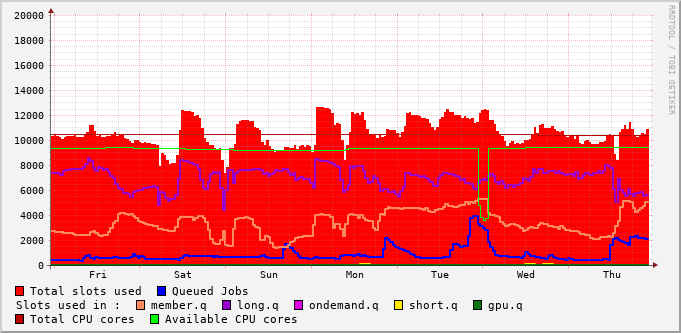 RRDTOOL / TOBI OETIKER
20000
18000
16000
14000
12000
10000
8000
6000
4000
2000
0
Fri Sat Sun Mon Tue Wed Thu
Total slots used Queued Jobs
Slots used in : member.q long.q ondemand.q short.q gpu.q
Total CPU cores Available CPU cores